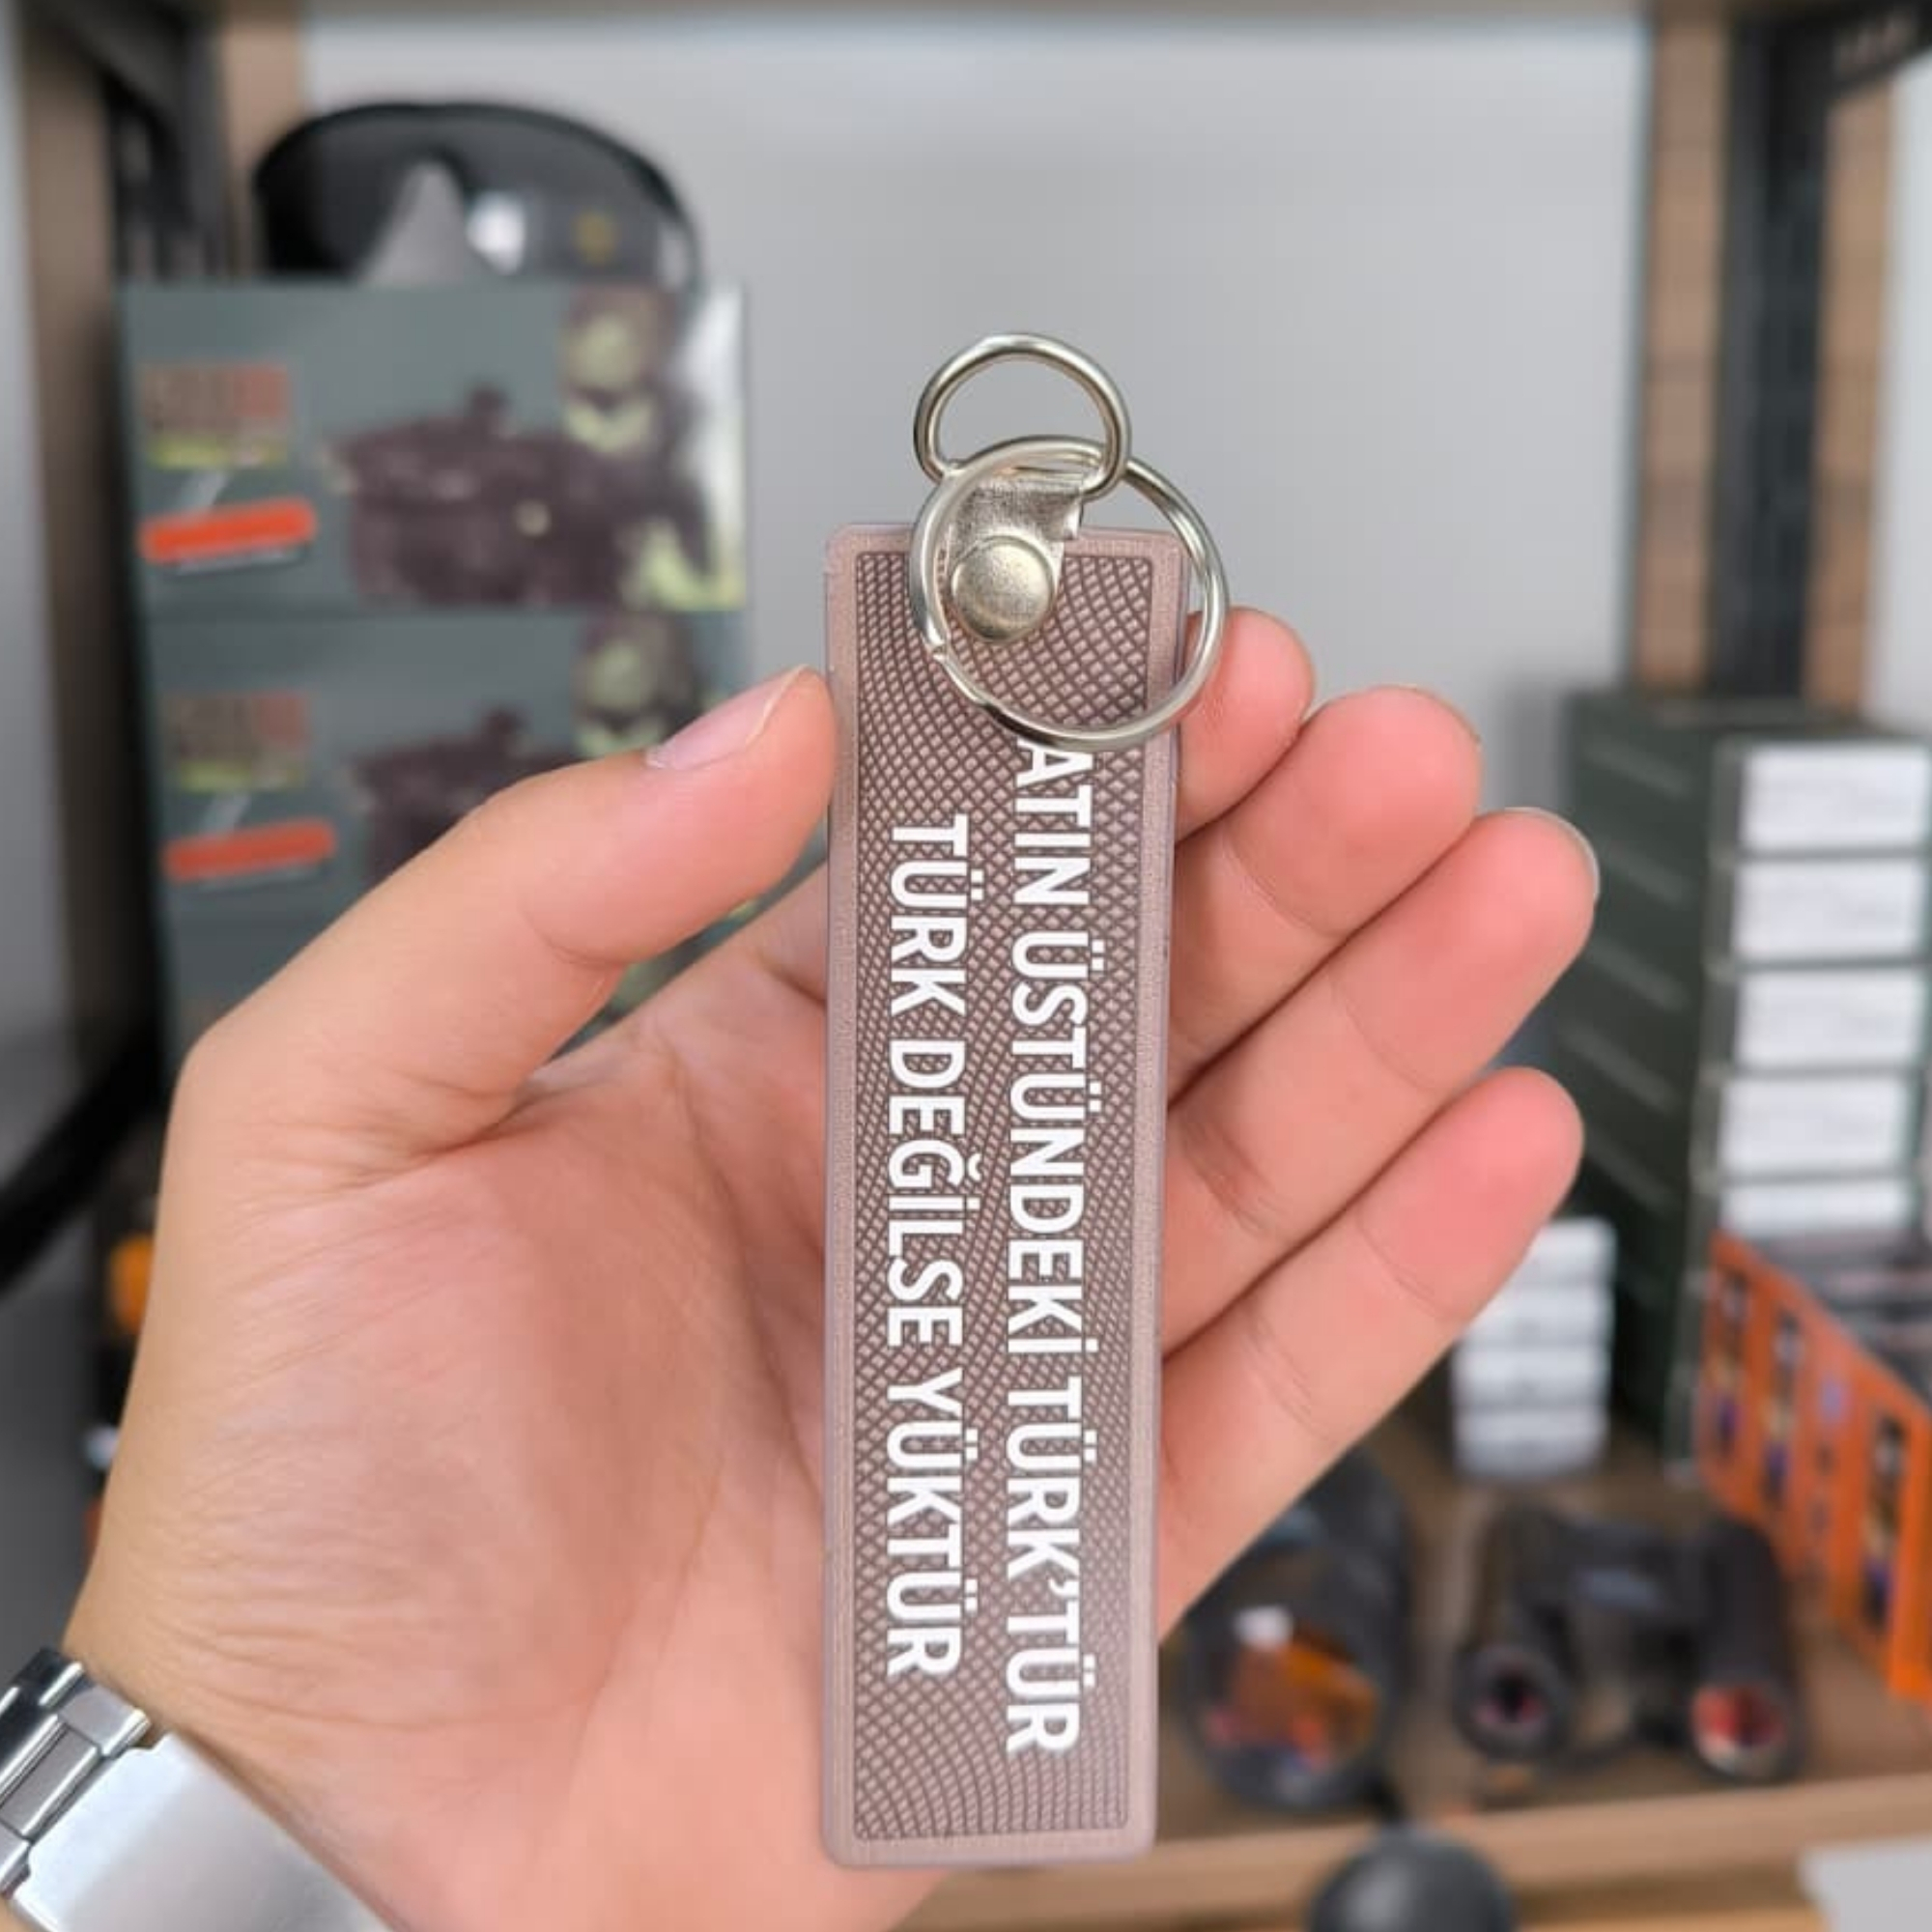 ATIN ÜSTÜNDEKİ TÜRK'TÜR
TÜRK DEĞİLSE YÜKTÜR